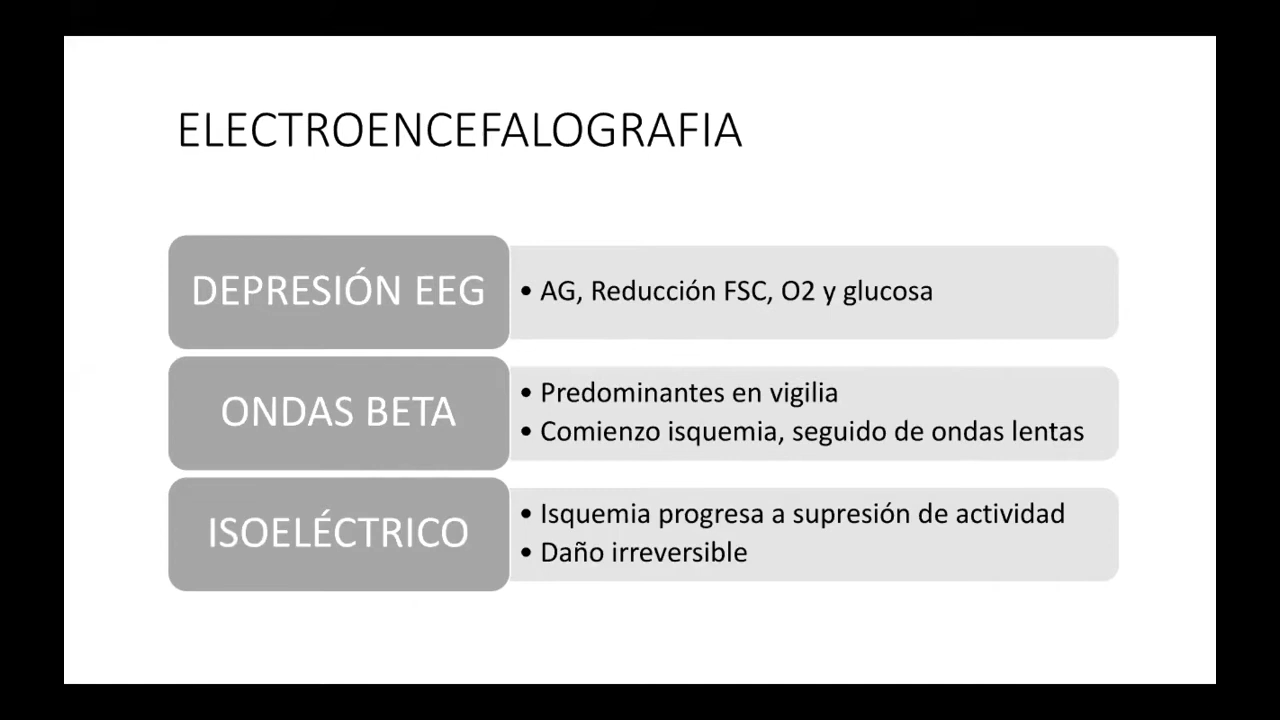 ELECTROENCEFALOGRAFIA
DEPRESIÓN EEG
• AG, Reducción FSC, O2 y glucosa
ONDAS BETA
• Predominantes en vigilia
• Comienzo isquemia, seguido de ondas lentas
ISOELÉCTRICO
• Isquemia progresa a supresión de actividad
• Daño irreversible